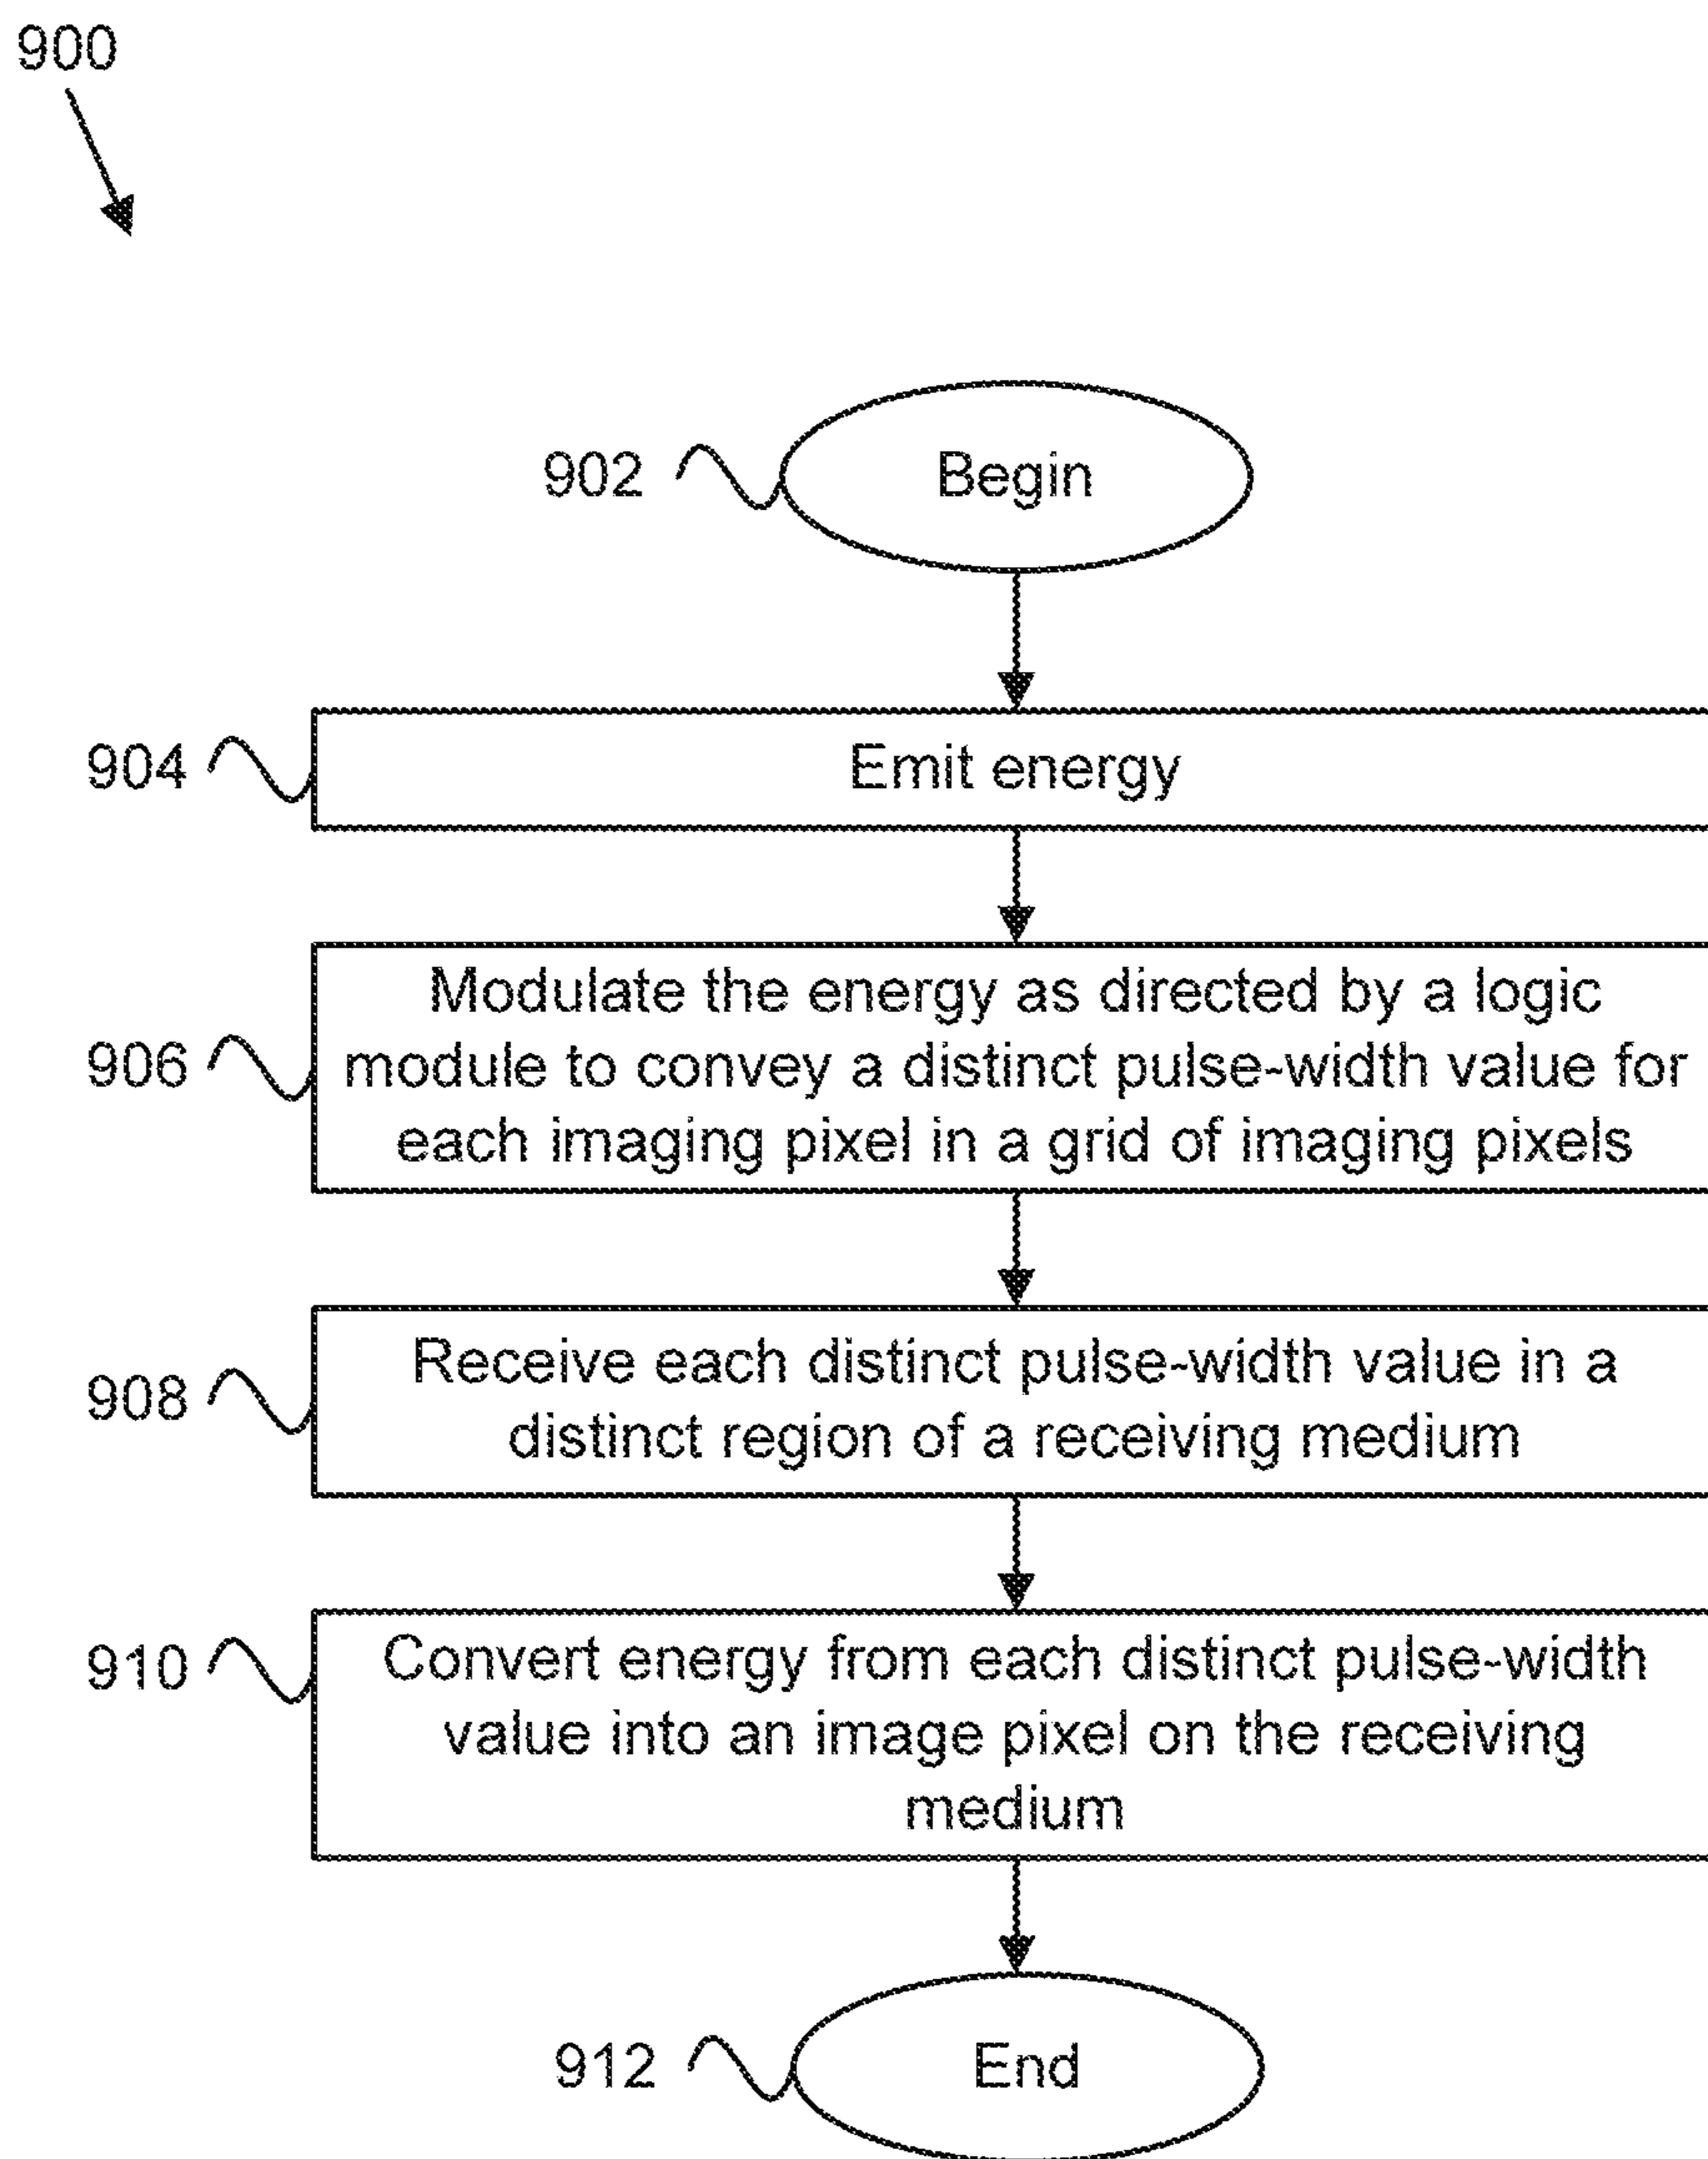 900
902
Begin
904
Emit energy
906
Modulate the energy as directed by a logic
module to convey a distinct pulse-width value for
each imaging pixel in a grid of imaging pixels
908
Receive each distinct pulse-width value in a
distinct region of a receiving medium
910
Convert energy from each distinct pulse-width
value into an image pixel on the receiving
medium
912
End